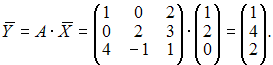 Y̅ = A · X̅ = (1 0 2; 0 2 3; 4 −1 1) · (1; 2; 0) = (1; 4; 2).